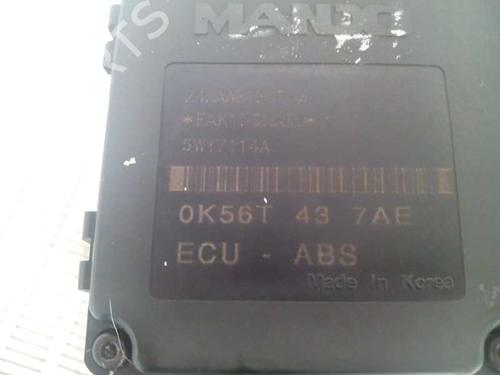 MANDO
5WY7114A
0K56T 43 7AE
ECU - ABS
Made In Korea